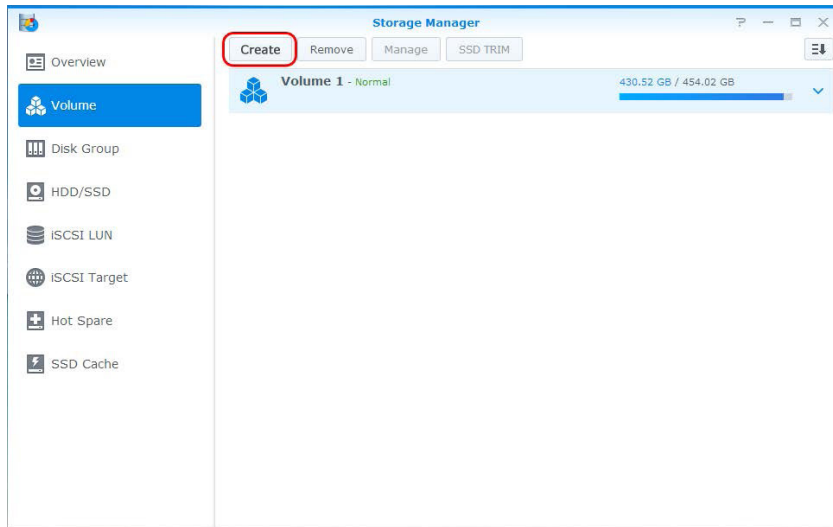 Storage Manager
Overview
Volume
Disk Group
HDD/SSD
iSCSI LUN
iSCSI Target
Hot Spare
SSD Cache
Create Remove Manage SSD TRIM
Volume 1 - Normal 430.52 GB / 454.02 GB